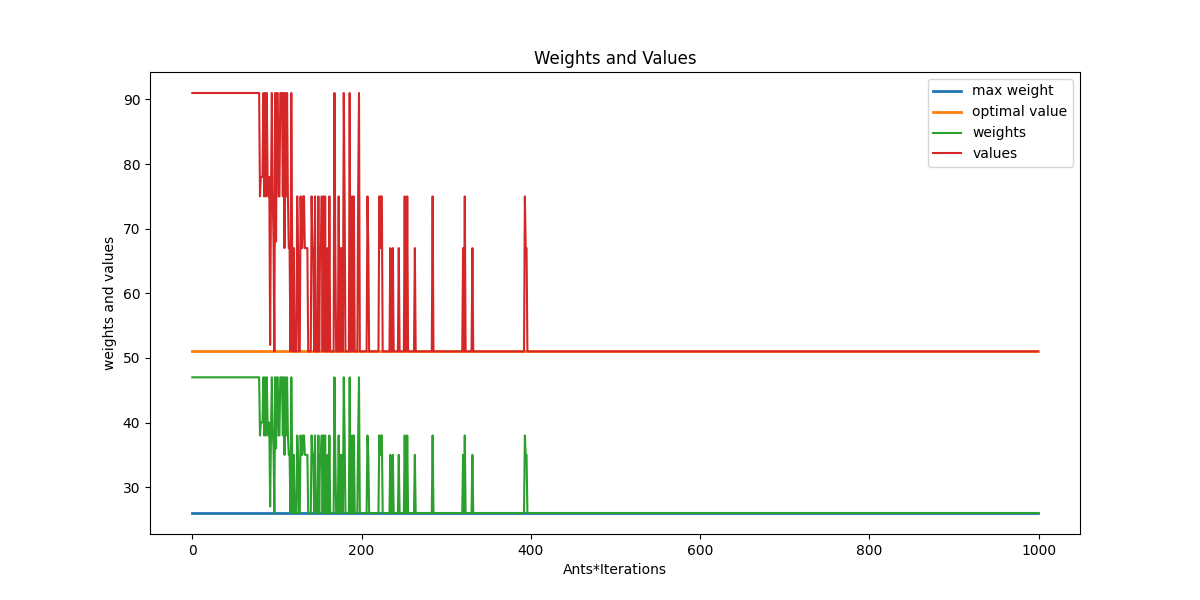 Weights and Values
max weight
optimal value
weights
values
90
80
70
60
50
40
30
weights and values
0 200 400 600 800 1000
Ants*Iterations